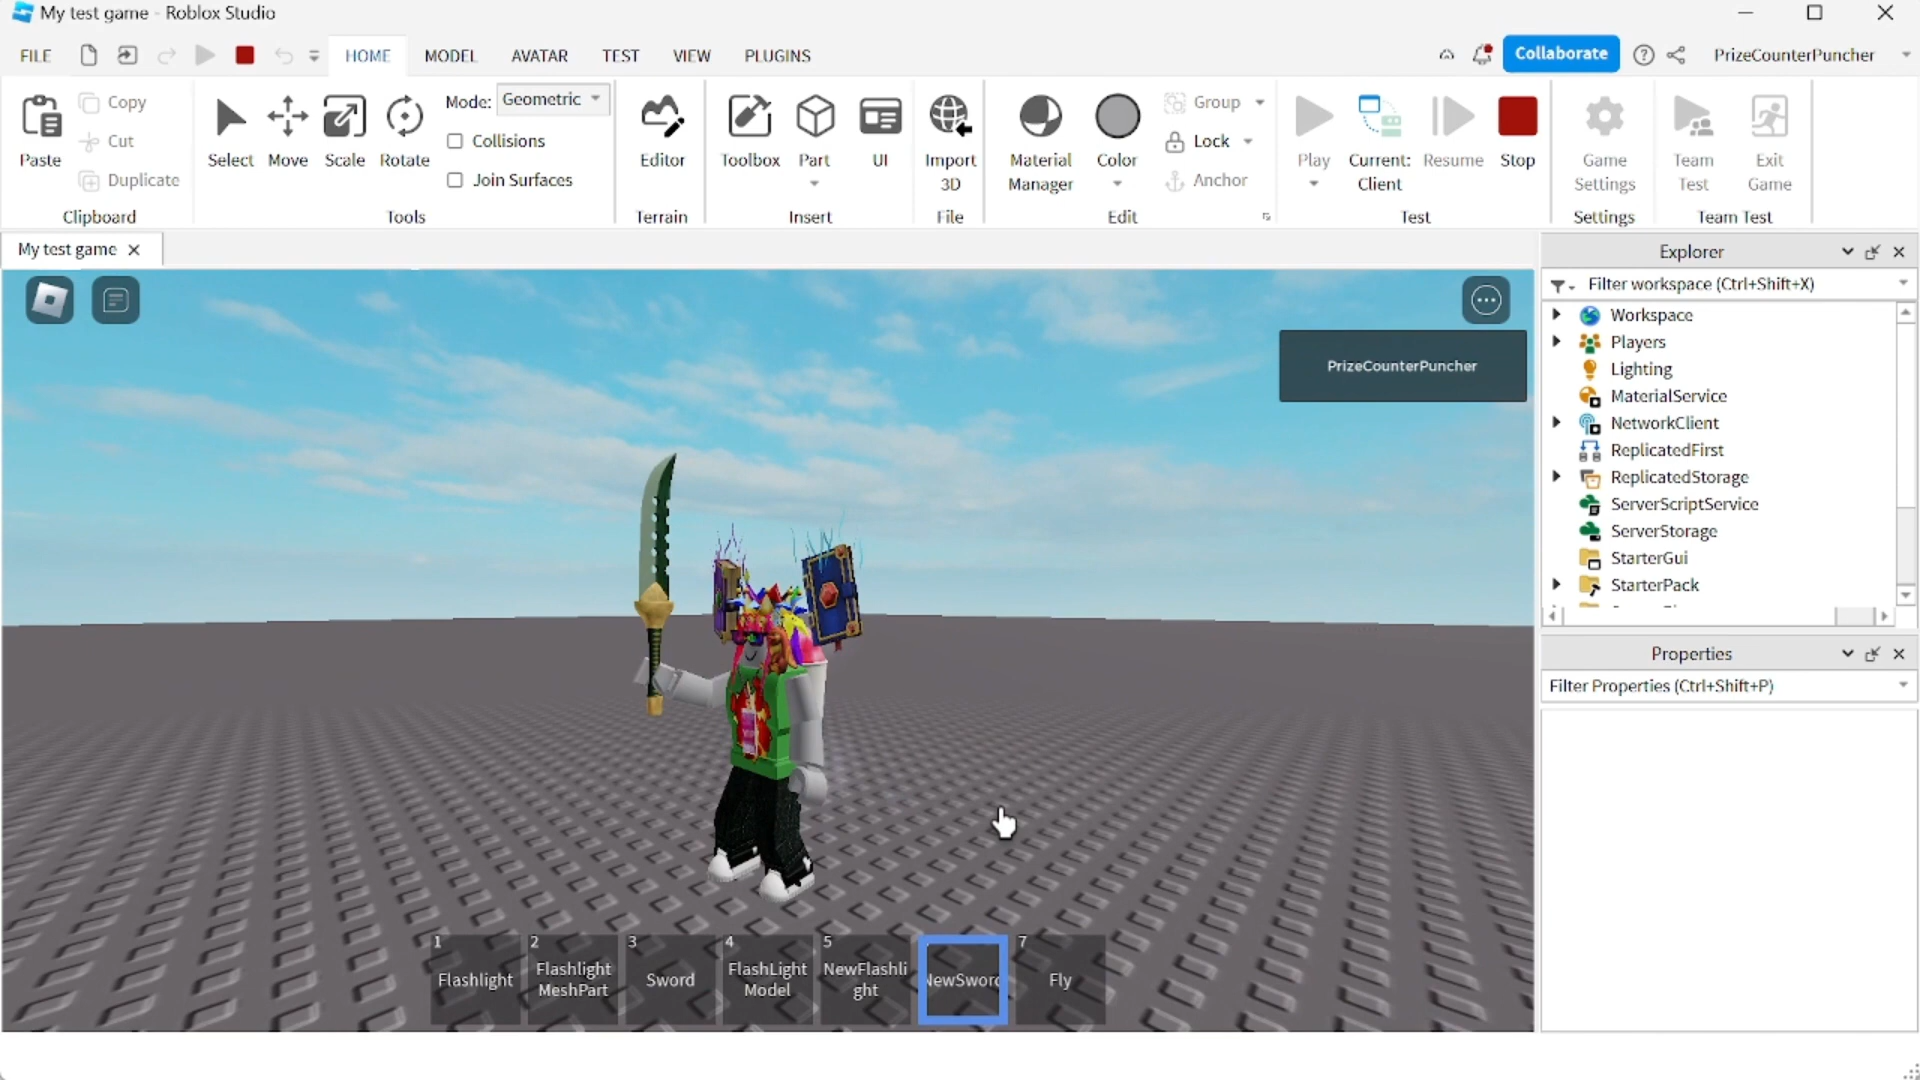 My test game - Roblox Studio
FILE
HOME
MODEL
AVATAR
TEST
VIEW
PLUGINS
Collaborate
PrizeCounterPuncher
Paste
Copy
Cut
Duplicate
Clipboard
Select
Move
Scale
Rotate
Mode: Geometric
Collisions
Join Surfaces
Tools
Editor
Terrain
Toolbox
Part
UI
Insert
Import
3D
File
Material
Manager
Color
Group
Lock
Anchor
Edit
Play
Current:
Client
Resume
Stop
Test
Game
Settings
Settings
Team
Test
Exit
Game
Team Test
My test game
PrizeCounterPuncher
1
Flashlight
2
Flashlight
MeshPart
3
Sword
4
FlashLight
Model
5
NewFlashli
ght
NewSword
7
Fly
Explorer
Filter workspace (Ctrl+Shift+X)
Workspace
Players
Lighting
MaterialService
NetworkClient
ReplicatedFirst
ReplicatedStorage
ServerScriptService
ServerStorage
StarterGui
StarterPack
Properties
Filter Properties (Ctrl+Shift+P)